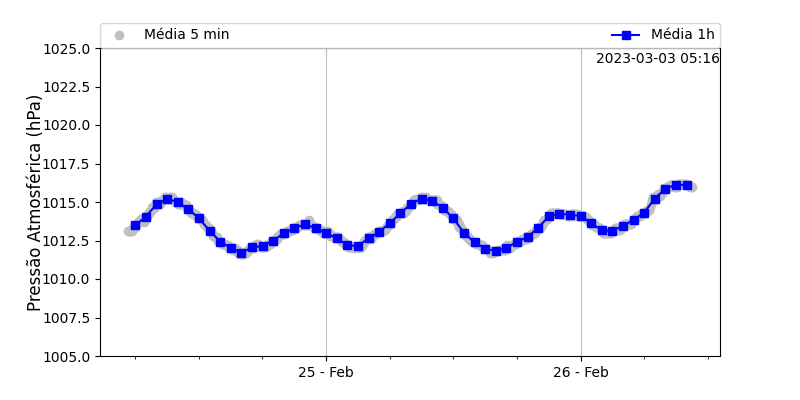 Média 5 min
Média 1h
2023-03-03 05:16
Pressão Atmosférica (hPa)
1025.0
1022.5
1020.0
1017.5
1015.0
1012.5
1010.0
1007.5
1005.0
25 - Feb
26 - Feb